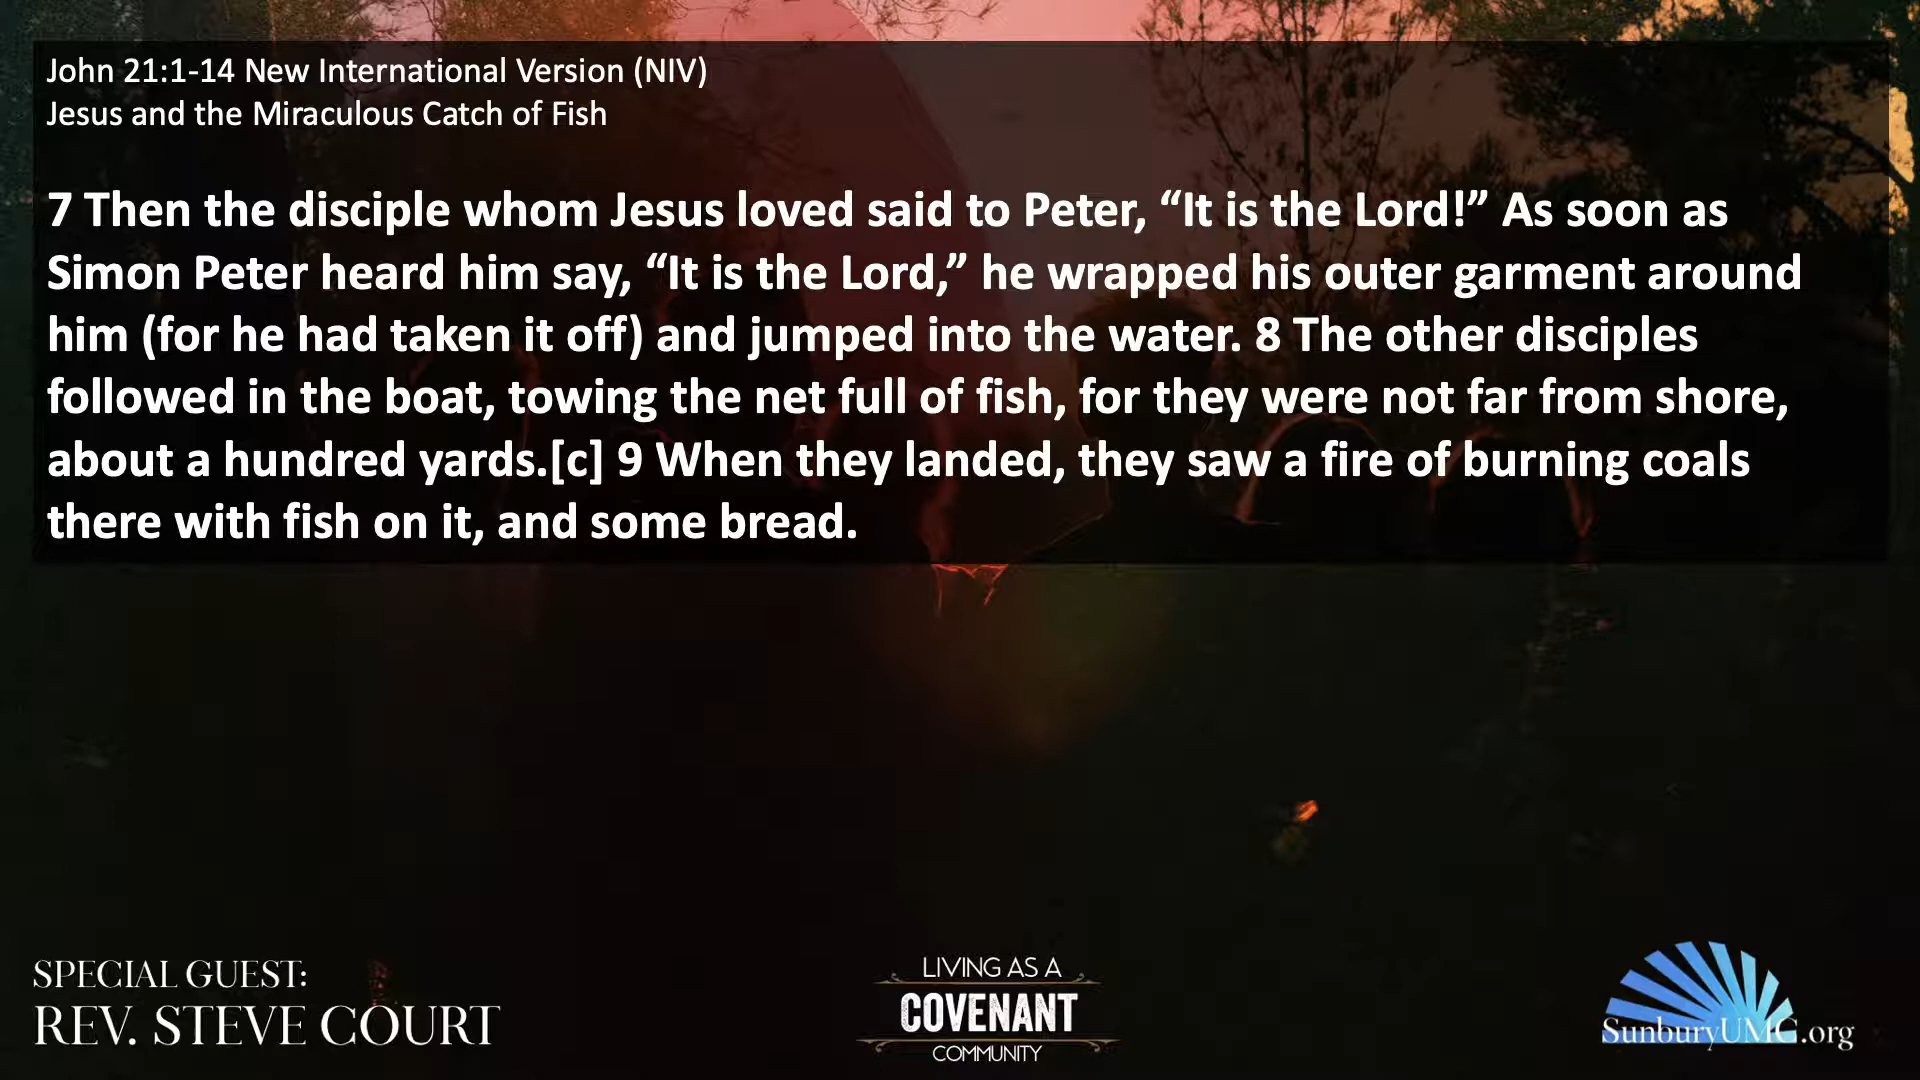 John 21:1-14 New International Version (NIV)
Jesus and the Miraculous Catch of Fish
7 Then the disciple whom Jesus loved said to Peter, “It is the Lord!” As soon as
Simon Peter heard him say, “It is the Lord,” he wrapped his outer garment around
him (for he had taken it off) and jumped into the water. 8 The other disciples
followed in the boat, towing the net full of fish, for they were not far from shore,
about a hundred yards.[c] 9 When they landed, they saw a fire of burning coals
there with fish on it, and some bread.
SPECIAL GUEST:
REV. STEVE COURT
LIVING AS A
COVENANT
COMMUNITY
SunburyUMC.org